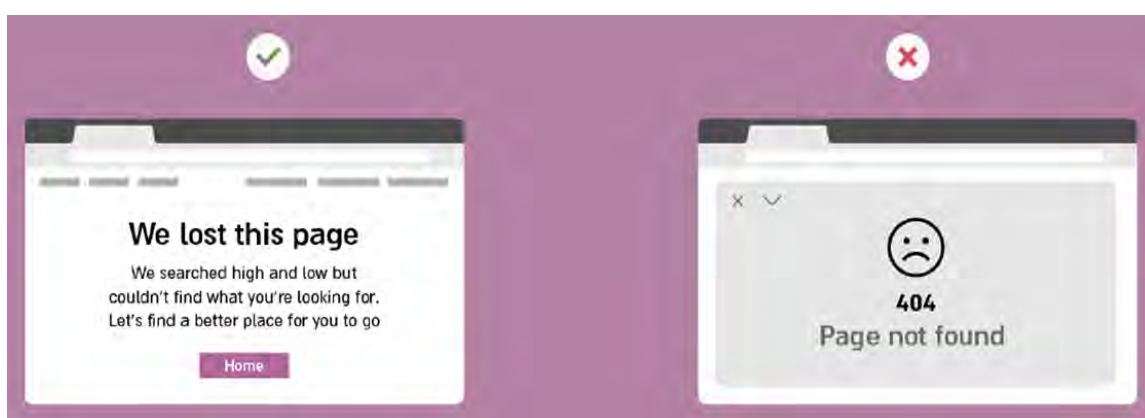 We lost this page
We searched high and low but
couldn't find what you're looking for.
Let's find a better place for you to go
Home
404
Page not found